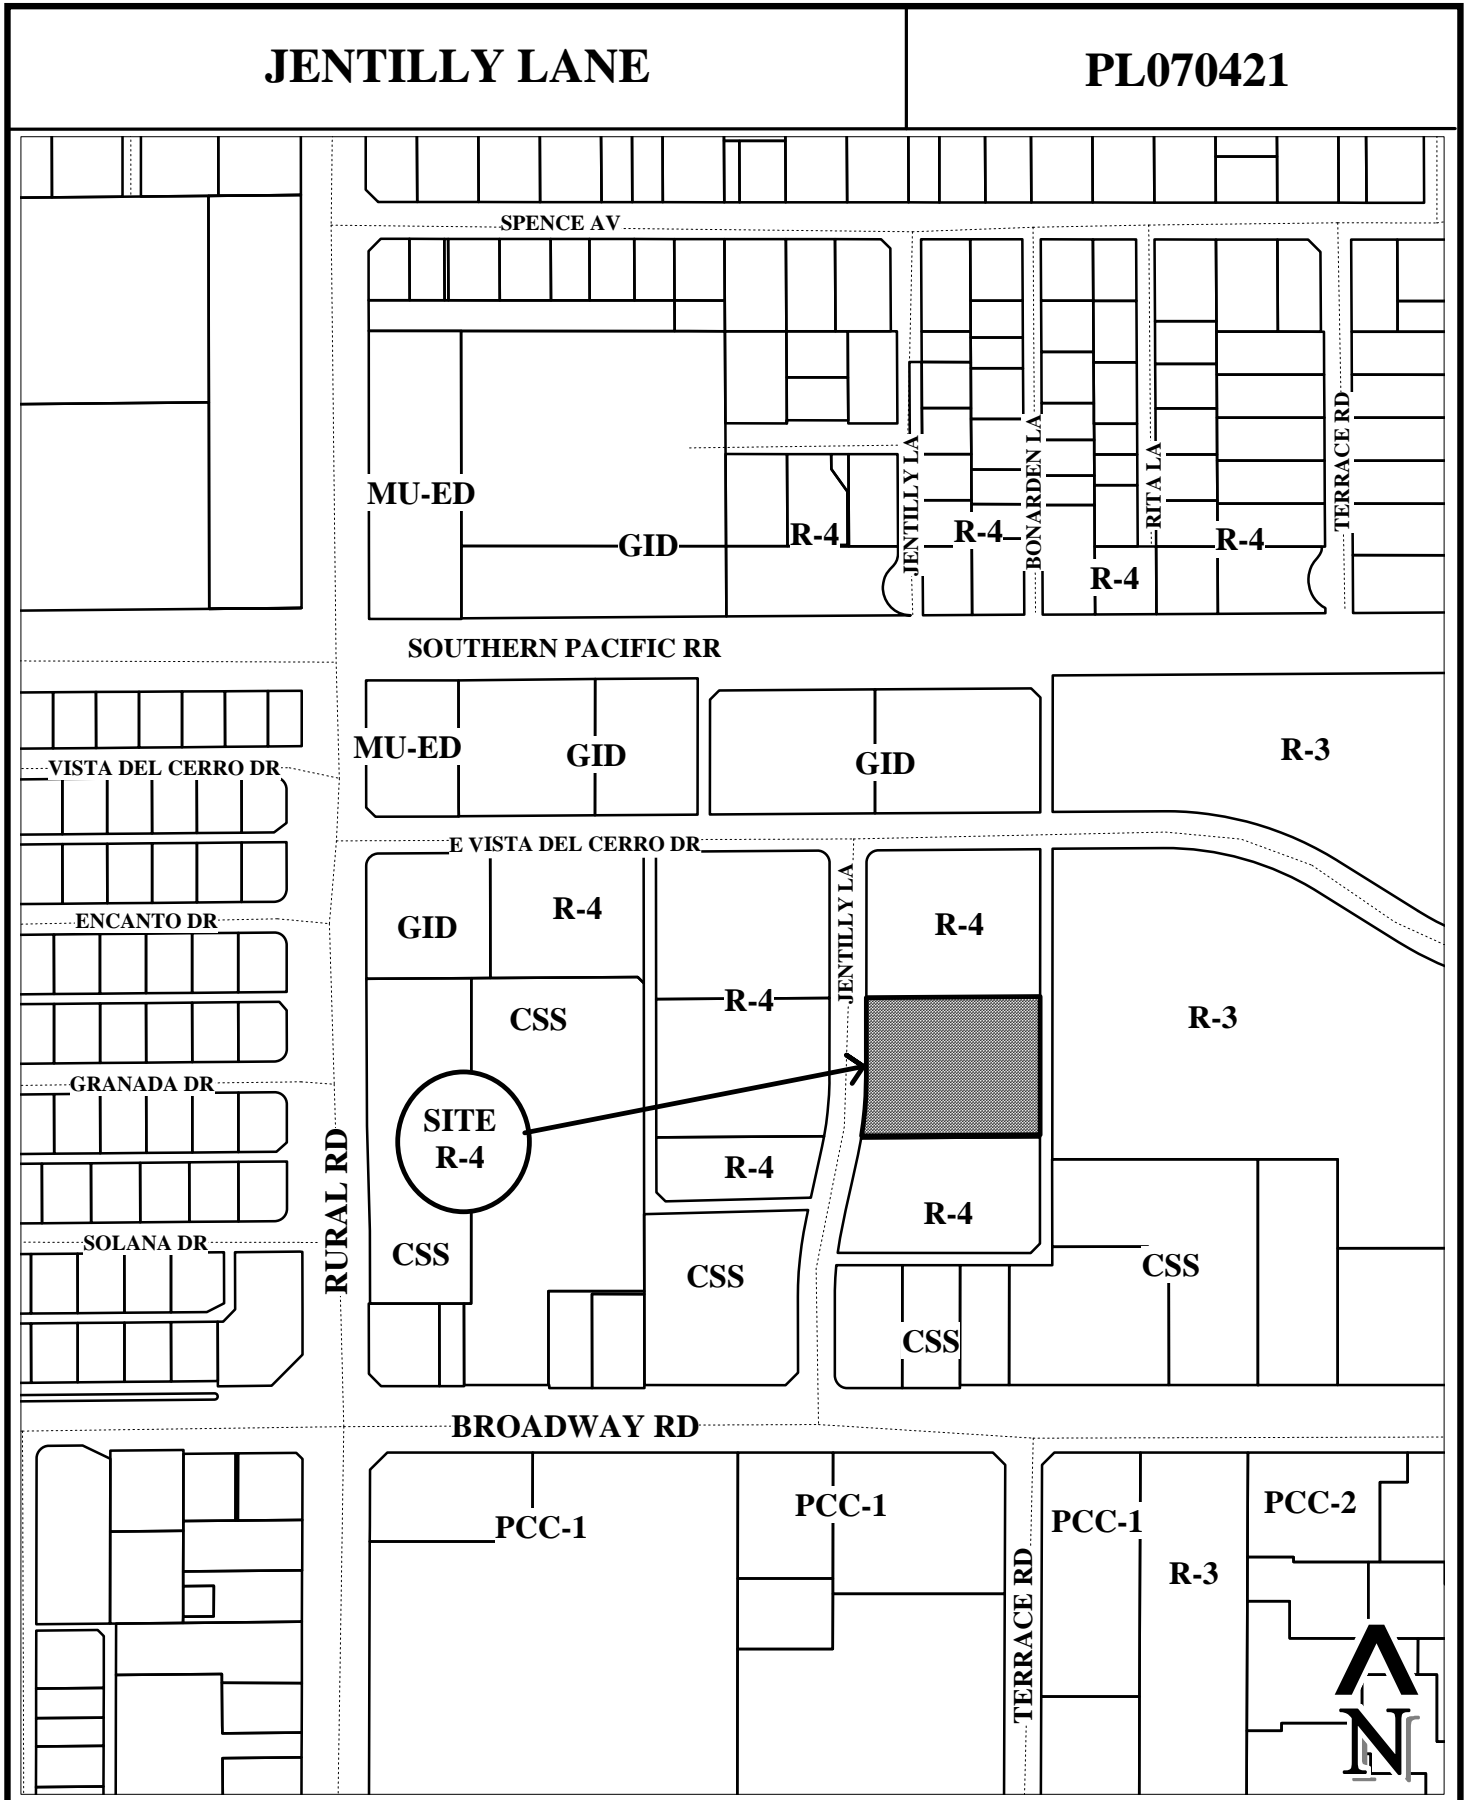 JENTILLY LANE
PL070421
SPENCE AV
JENTILLY LA
BONARDEN LA
RITA LA
TERRACE RD
MU-ED
GID
R-4
R-4
R-4
R-4
SOUTHERN PACIFIC RR
MU-ED
GID
GID
R-3
VISTA DEL CERRO DR
E VISTA DEL CERRO DR
ENCANTO DR
GID
R-4
JENTILLY LA
R-4
R-4
CSS
R-3
GRANADA DR
SITE
R-4
RURAL RD
R-4
R-4
SOLANA DR
CSS
CSS
CSS
CSS
BROADWAY RD
PCC-1
PCC-1
PCC-1
PCC-2
R-3
TERRACE RD
N